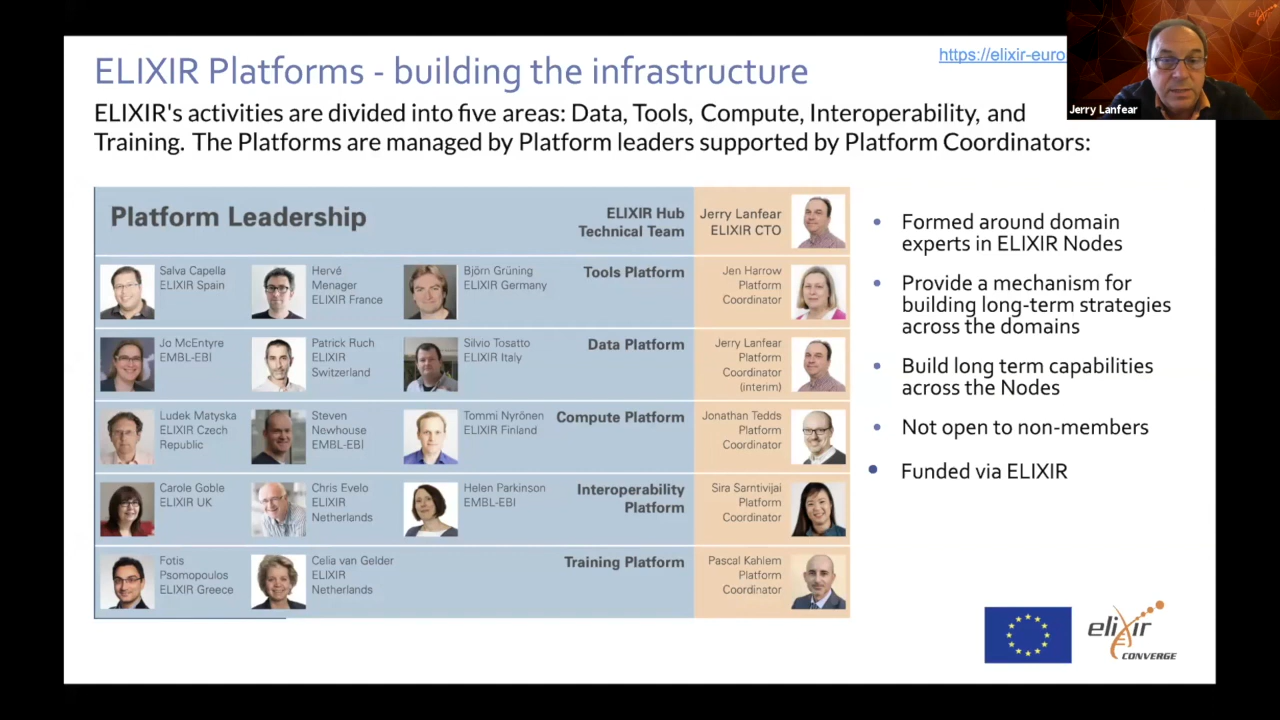 ELIXIR Platforms - building the infrastructure
https://elixir-euro
Jerry Lanfear
ELIXIR's activities are divided into five areas: Data, Tools, Compute, Interoperability, and
Training. The Platforms are managed by Platform leaders supported by Platform Coordinators:
Platform Leadership
ELIXIR Hub
Technical Team
Jerry Lanfear
ELIXIR CTO
Salva Capella
ELIXIR Spain
Hervé
Menager
ELIXIR France
Björn Grüning
ELIXIR Germany
Tools Platform
Jen Harrow
Platform
Coordinator
Jo McEntyre
EMBL-EBI
Patrick Ruch
ELIXIR
Switzerland
Silvio Tosatto
ELIXIR Italy
Data Platform
Jerry Lanfear
Platform
Coordinator
(interim)
Ludek Matyska
ELIXIR Czech
Republic
Steven
Newhouse
EMBL-EBI
Tommi Nyrönen
ELIXIR Finland
Compute Platform
Jonathan Tedds
Platform
Coordinator
Carole Goble
ELIXIR UK
Chris Evelo
ELIXIR
Netherlands
Helen Parkinson
EMBL-EBI
Interoperability
Platform
Sira Sarntivijai
Platform
Coordinator
Fotis
Psomopoulos
ELIXIR Greece
Celia van Gelder
ELIXIR
Netherlands
Training Platform
Pascal Kahlem
Platform
Coordinator
• Formed around domain
experts in ELIXIR Nodes
• Provide a mechanism for
building long-term strategies
across the domains
• Build long term capabilities
across the Nodes
• Not open to non-members
• Funded via ELIXIR
elixir
CONVERGE